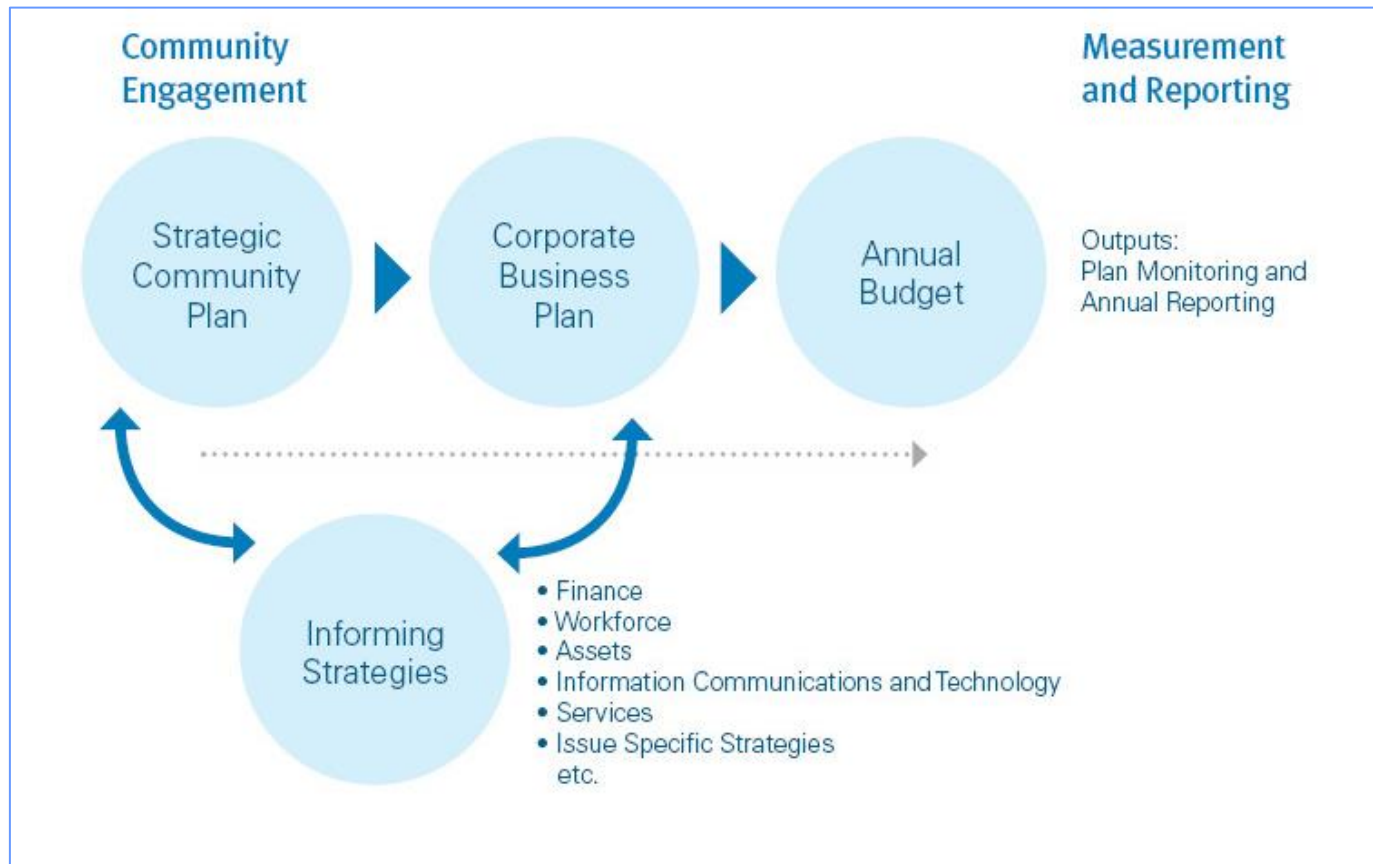 Community
Engagement
Measurement
and Reporting
Strategic
Community
Plan
Corporate
Business
Plan
Annual
Budget
Outputs:
Plan Monitoring and
Annual Reporting
Informing
Strategies
• Finance
• Workforce
• Assets
• Information Communications and Technology
• Services
• Issue Specific Strategies
etc.